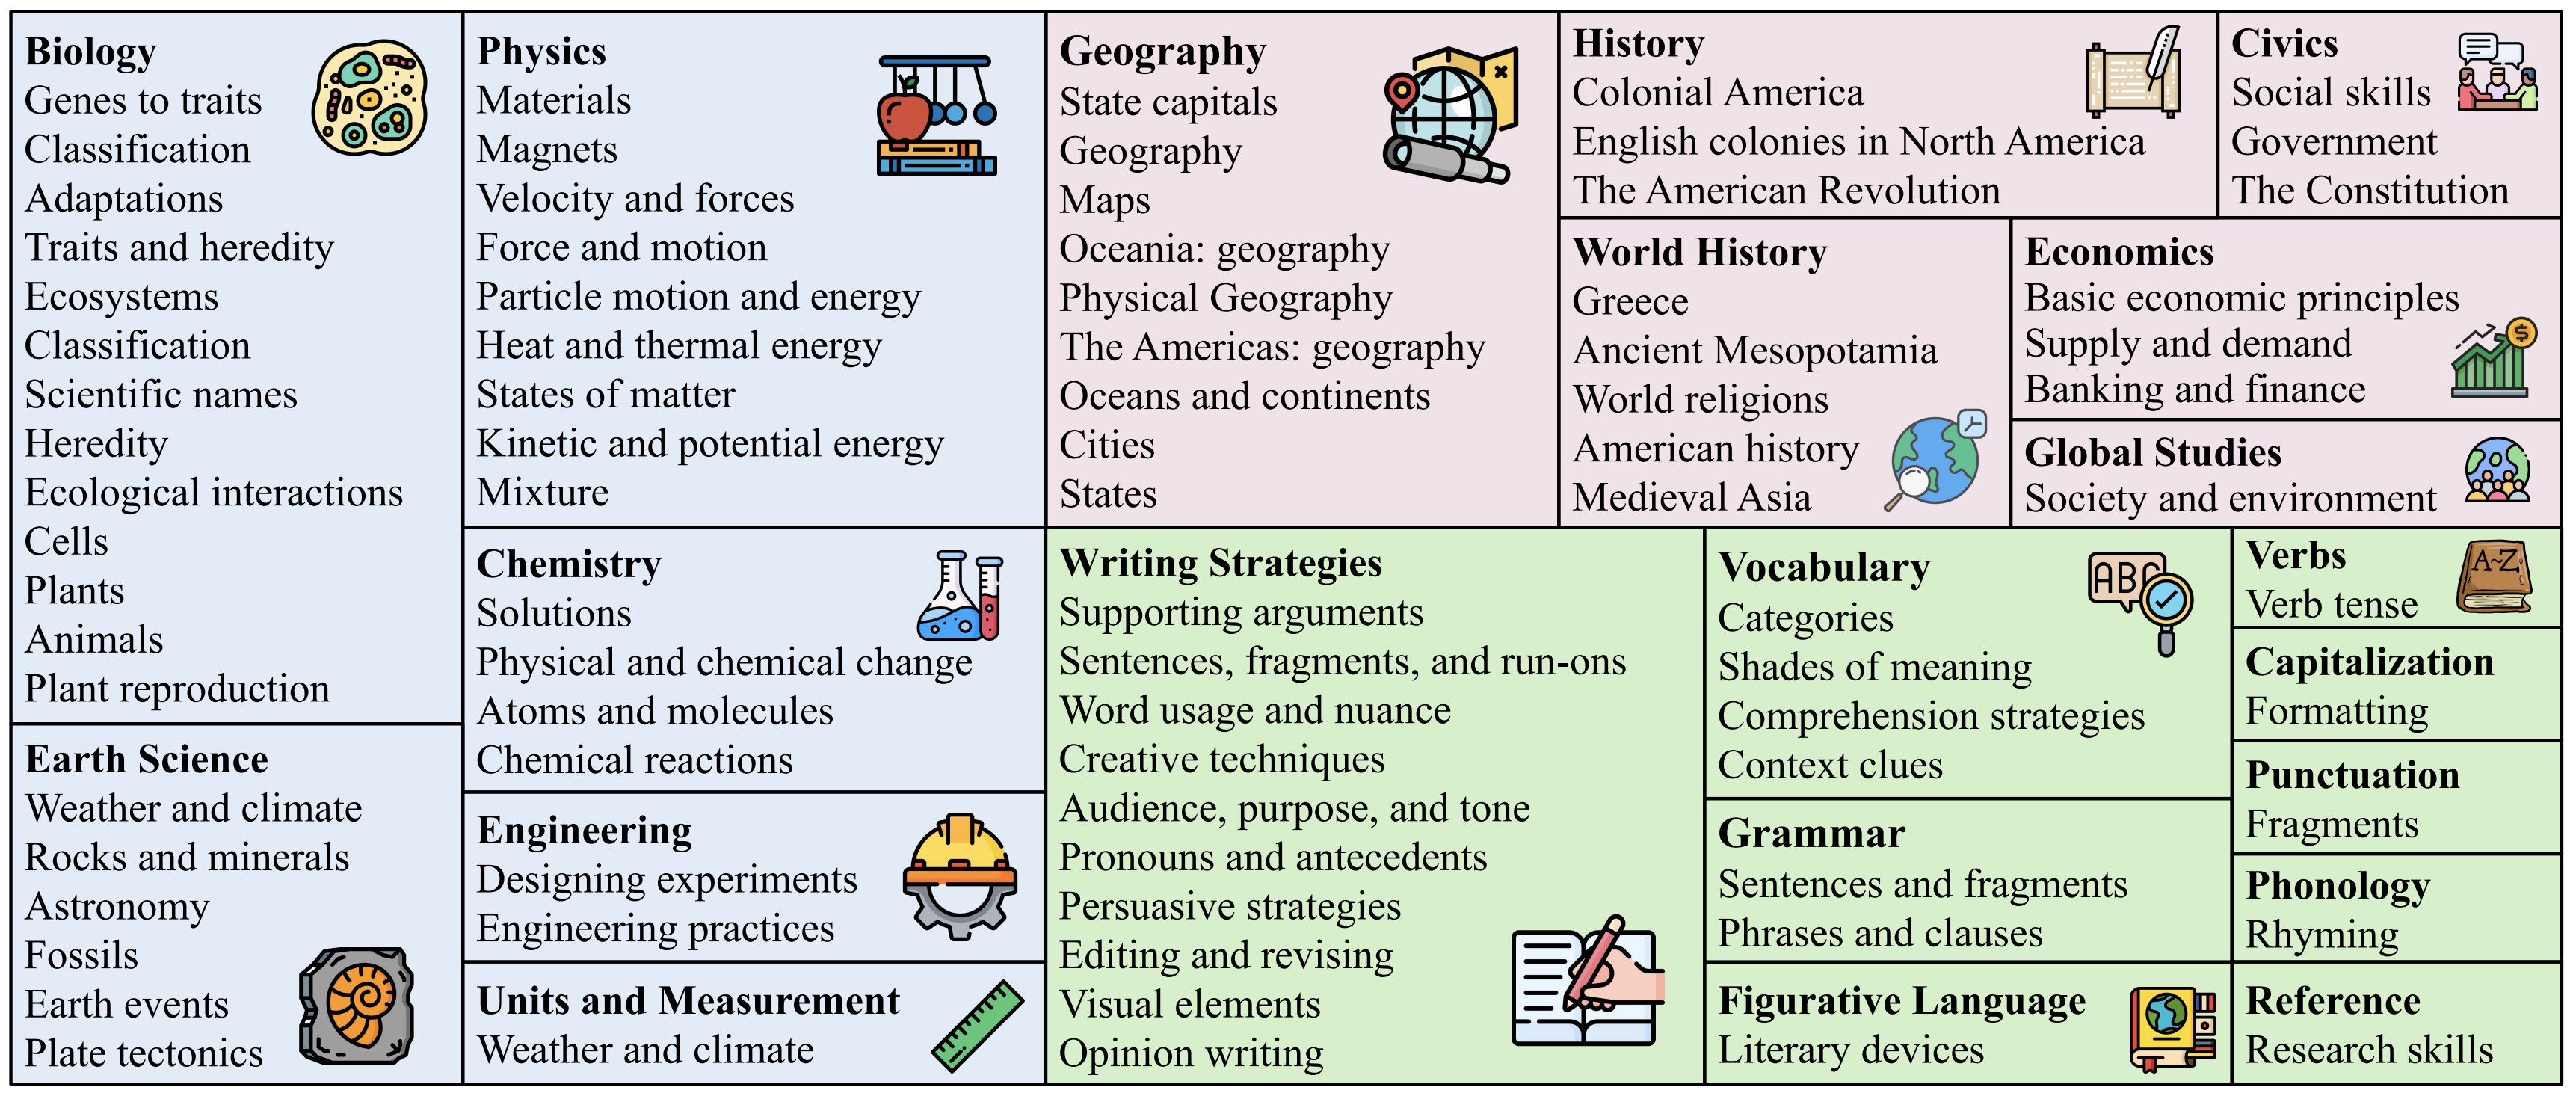 Biology
Genes to traits
Classification
Adaptations
Traits and heredity
Ecosystems
Classification
Scientific names
Heredity
Ecological interactions
Cells
Plants
Animals
Plant reproduction
Earth Science
Weather and climate
Rocks and minerals
Astronomy
Fossils
Earth events
Plate tectonics
Physics
Materials
Magnets
Velocity and forces
Force and motion
Particle motion and energy
Heat and thermal energy
States of matter
Kinetic and potential energy
Mixture
Chemistry
Solutions
Physical and chemical change
Atoms and molecules
Chemical reactions
Engineering
Designing experiments
Engineering practices
Units and Measurement
Weather and climate
Geography
State capitals
Geography
Maps
Oceania: geography
Physical Geography
The Americas: geography
Oceans and continents
Cities
States
History
Colonial America
English colonies in North America
The American Revolution
Civics
Social skills
Government
The Constitution
World History
Greece
Ancient Mesopotamia
World religions
American history
Medieval Asia
Economics
Basic economic principles
Supply and demand
Banking and finance
$
Global Studies
Society and environment
Writing Strategies
Supporting arguments
Sentences, fragments, and run-ons
Word usage and nuance
Creative techniques
Audience, purpose, and tone
Pronouns and antecedents
Persuasive strategies
Editing and revising
Visual elements
Opinion writing
Vocabulary
ABC
Categories
Shades of meaning
Comprehension strategies
Context clues
Grammar
Sentences and fragments
Phrases and clauses
Figurative Language
Literary devices
Verbs
A~Z
Verb tense
Capitalization
Formatting
Punctuation
Fragments
Phonology
Rhyming
Reference
Research skills